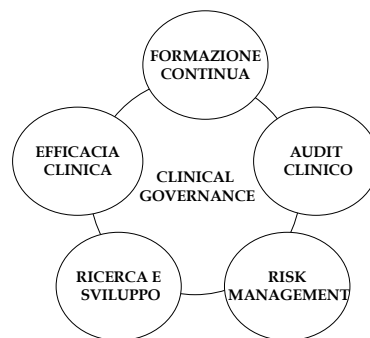 FORMAZIONE
CONTINUA
EFFICACIA
CLINICA
CLINICAL
GOVERNANCE
AUDIT
CLINICO
RICERCA E
SVILUPPO
RISK
MANAGEMENT